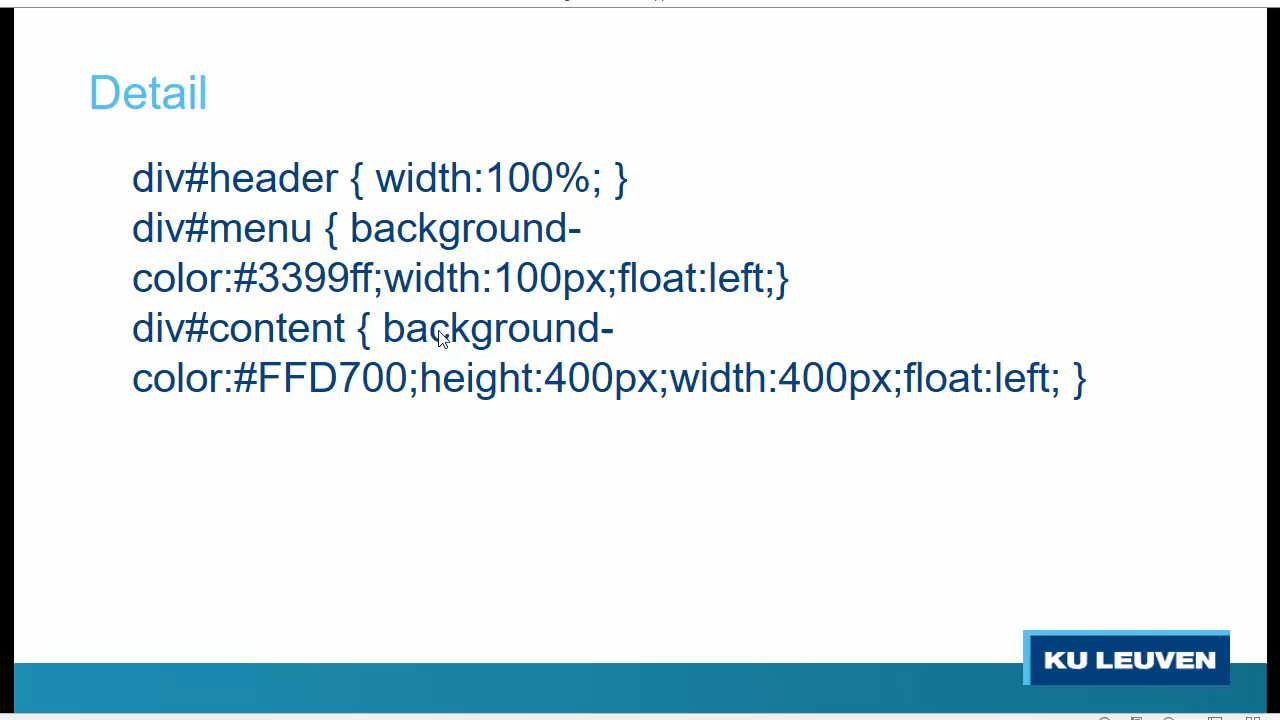 Detail
div#header { width:100%; }
div#menu { background-
color:#3399ff;width:100px;float:left;}
div#content { background-
color:#FFD700;height:400px;width:400px;float:left; }
KU LEUVEN